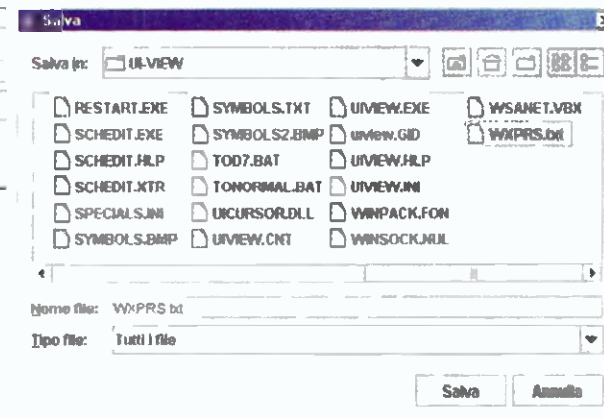 Salva
Salva in: UI-VIEW
RESTART.EXE SYMBOLS.TXT UIVIEW.EXE WSANET.VBX
SCHEDIT.EXE SYMBOLS2.BMP uiview.GID WXPRS.txt
SCHEDIT.HLP TOD7.BAT UIVIEW.HLP
SCHEDIT.XTR TONORMAL.BAT UIVIEW.INI
SPECIALS.INI UICURSOR.DLL WINPACK.FON
SYMBOLS.BMP UIVIEW.CNT WINSOCK.NUL
Nome file: WXPRS.txt
Tipo file: Tutti i file
Salva Annulla